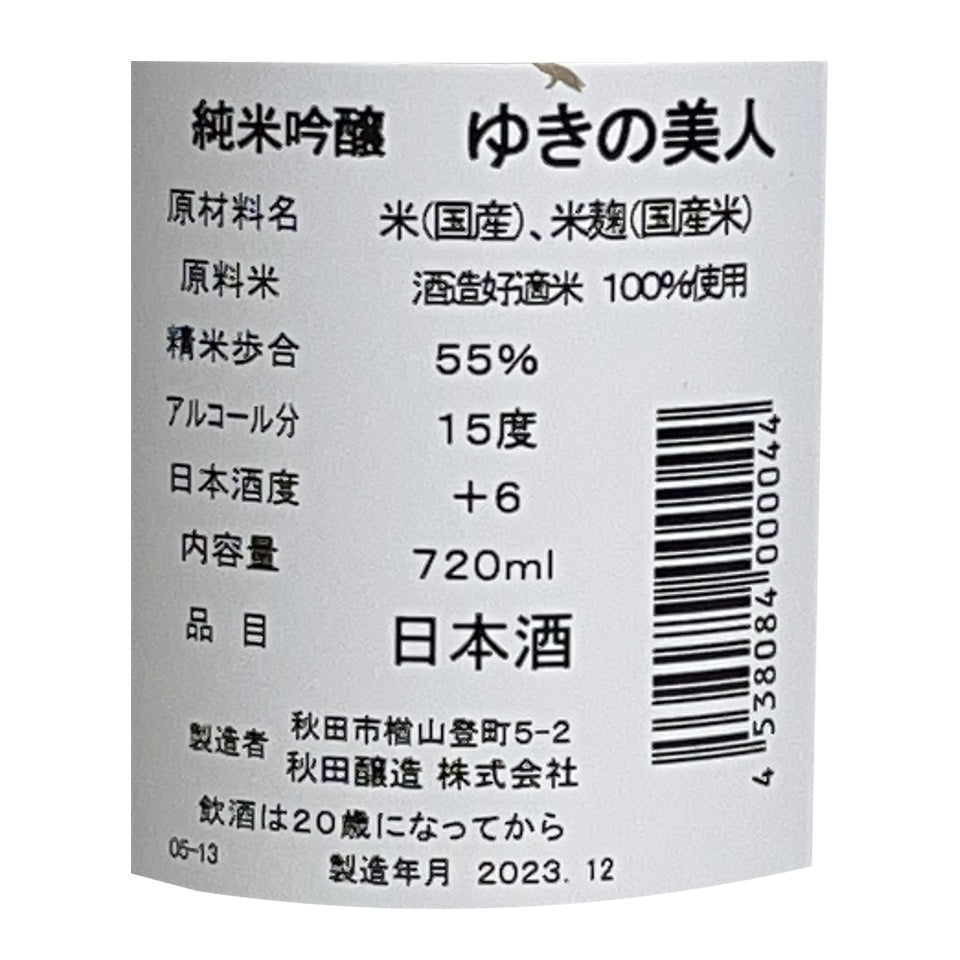 純米吟醸 ゆきの美人
原材料名 米(国産)、米麹(国産米)
原料米 酒造好適米 100%使用
精米歩合 55%
アルコール分 15度
日本酒度 +6
内容量 720ml
品目 日本酒
製造者 秋田市楢山登町5-2
秋田醸造 株式会社
飲酒は20歳になってから
05-13
製造年月 2023. 12
4538084000044